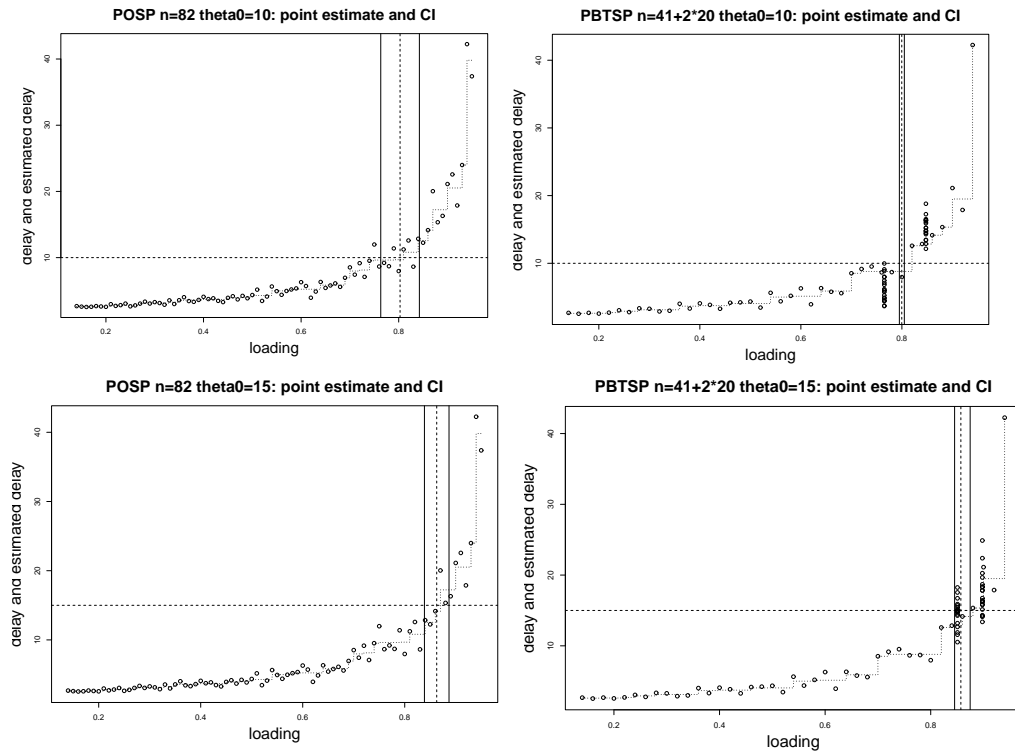 POSP n=82 theta0=10: point estimate and CI
delay and estimated delay
40
30
20
10
0.2 0.4 0.6 0.8
loading
PBTSP n=41+2*20 theta0=10: point estimate and CI
delay and estimated delay
40
30
20
10
0.2 0.4 0.6 0.8
loading
POSP n=82 theta0=15: point estimate and CI
delay and estimated delay
40
30
20
10
0.2 0.4 0.6 0.8
loading
PBTSP n=41+2*20 theta0=15: point estimate and CI
delay and estimated delay
40
30
20
10
0.2 0.4 0.6 0.8
loading